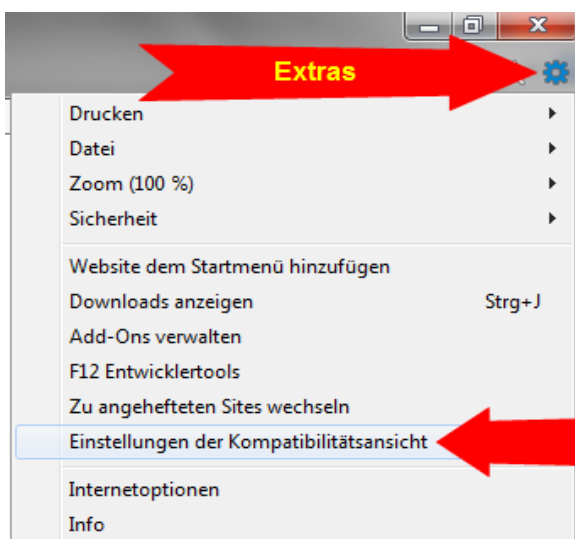 Extras
Drucken
Datei
Zoom (100 %)
Sicherheit
Website dem Startmenü hinzufügen
Downloads anzeigen Strg+J
Add-Ons verwalten
F12 Entwicklertools
Zu angehefteten Sites wechseln
Einstellungen der Kompatibilitätsansicht
Internetoptionen
Info